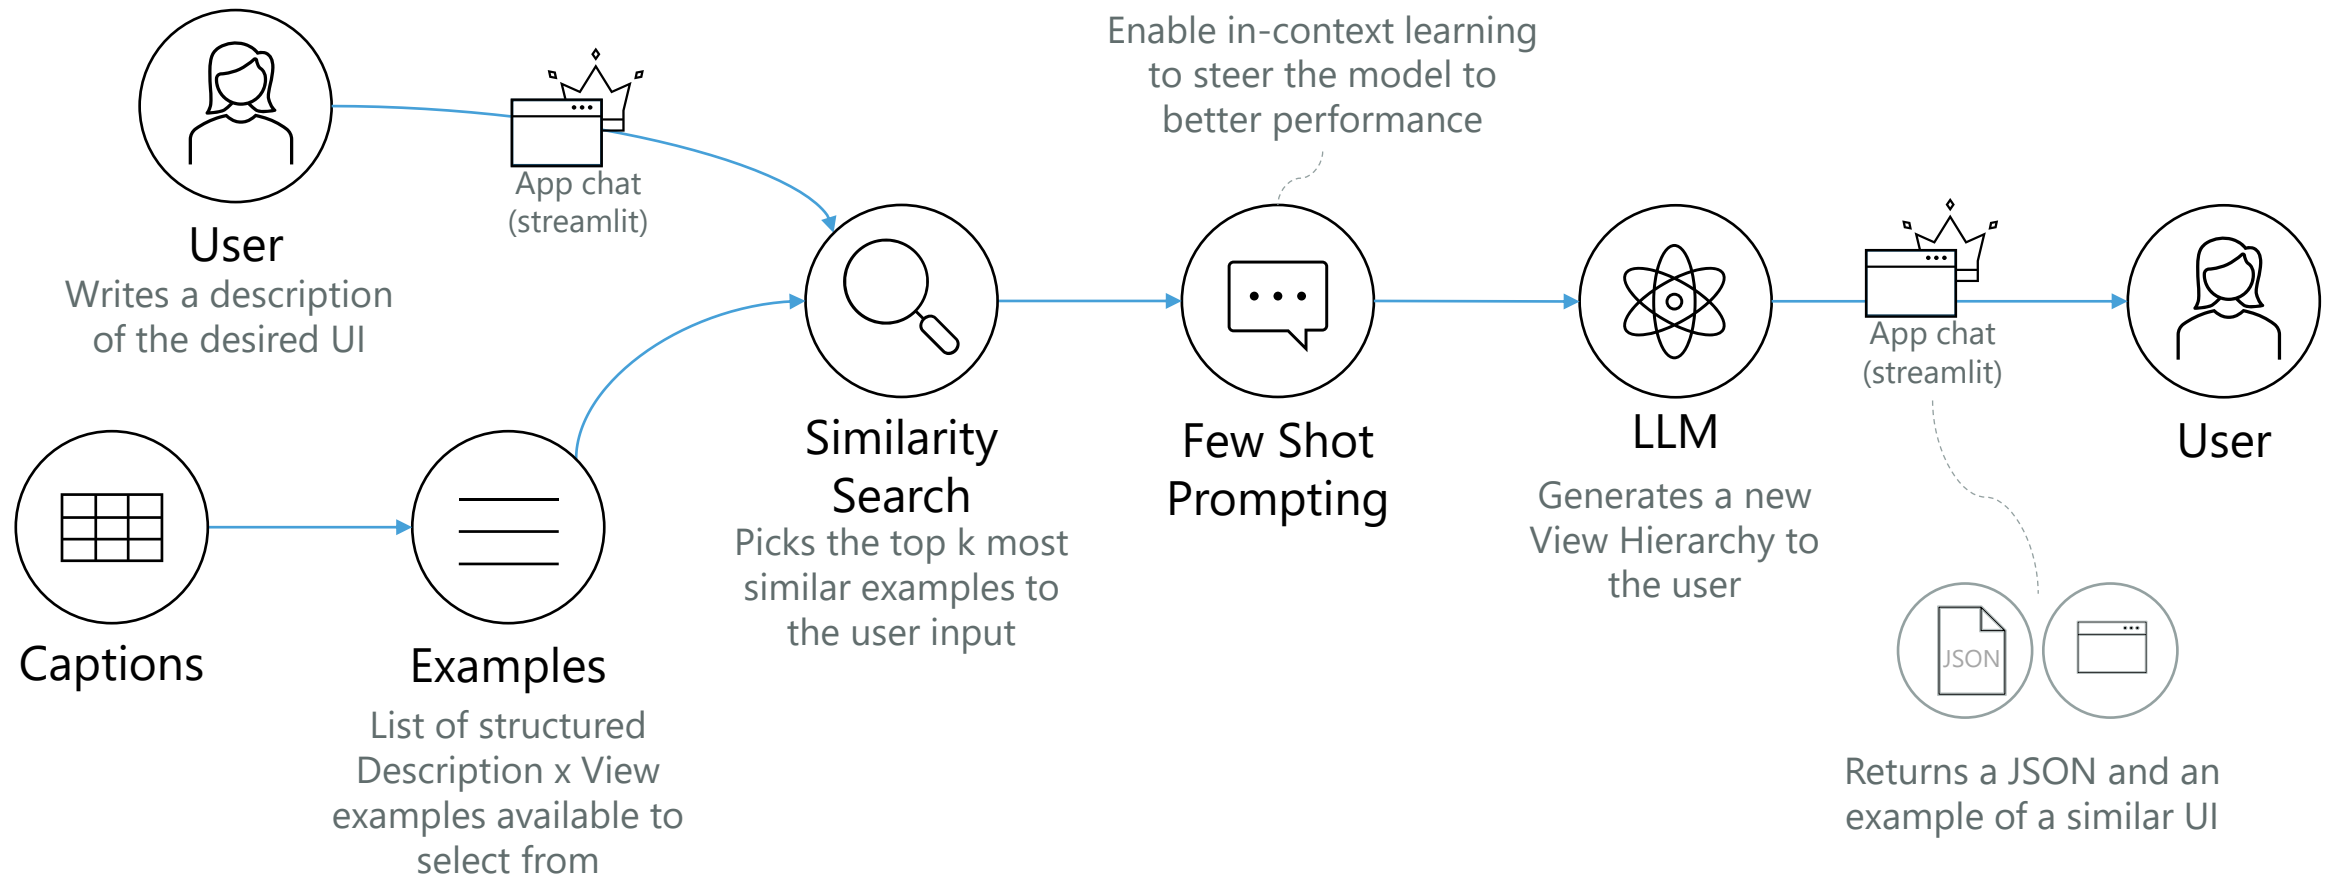 User
Writes a description
of the desired UI
App chat
(streamlit)
Captions
Examples
List of structured
Description x View
examples available to
select from
Similarity
Search
Picks the top k most
similar examples to
the user input
Enable in-context learning
to steer the model to
better performance
Few Shot
Prompting
LLM
Generates a new
View Hierarchy to
the user
App chat
(streamlit)
JSON
Returns a JSON and an
example of a similar UI
User